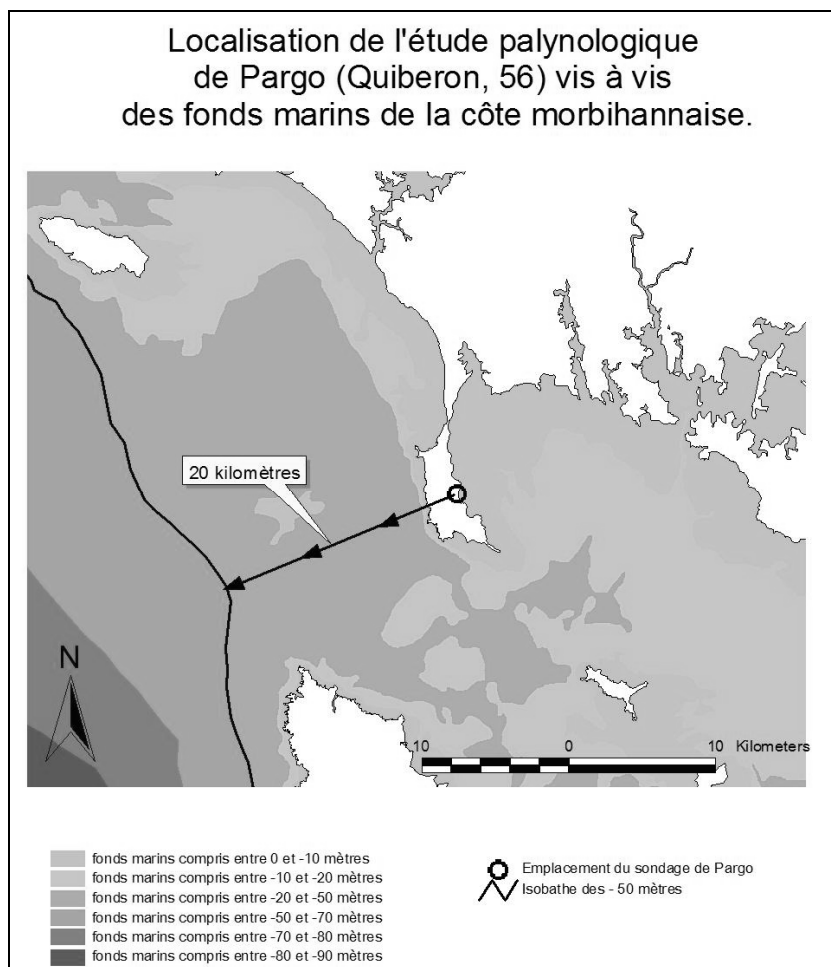 Localisation de l'étude palynologique
de Pargo (Quiberon, 56) vis à vis
des fonds marins de la côte morbihannaise.
20 kilomètres
N
10 0 10 Kilometers
fonds marins compris entre 0 et -10 mètres
fonds marins compris entre -10 et -20 mètres
fonds marins compris entre -20 et -50 mètres
fonds marins compris entre -50 et -70 mètres
fonds marins compris entre -70 et -80 mètres
fonds marins compris entre -80 et -90 mètres
Emplacement du sondage de Pargo
Isobathe des - 50 mètres